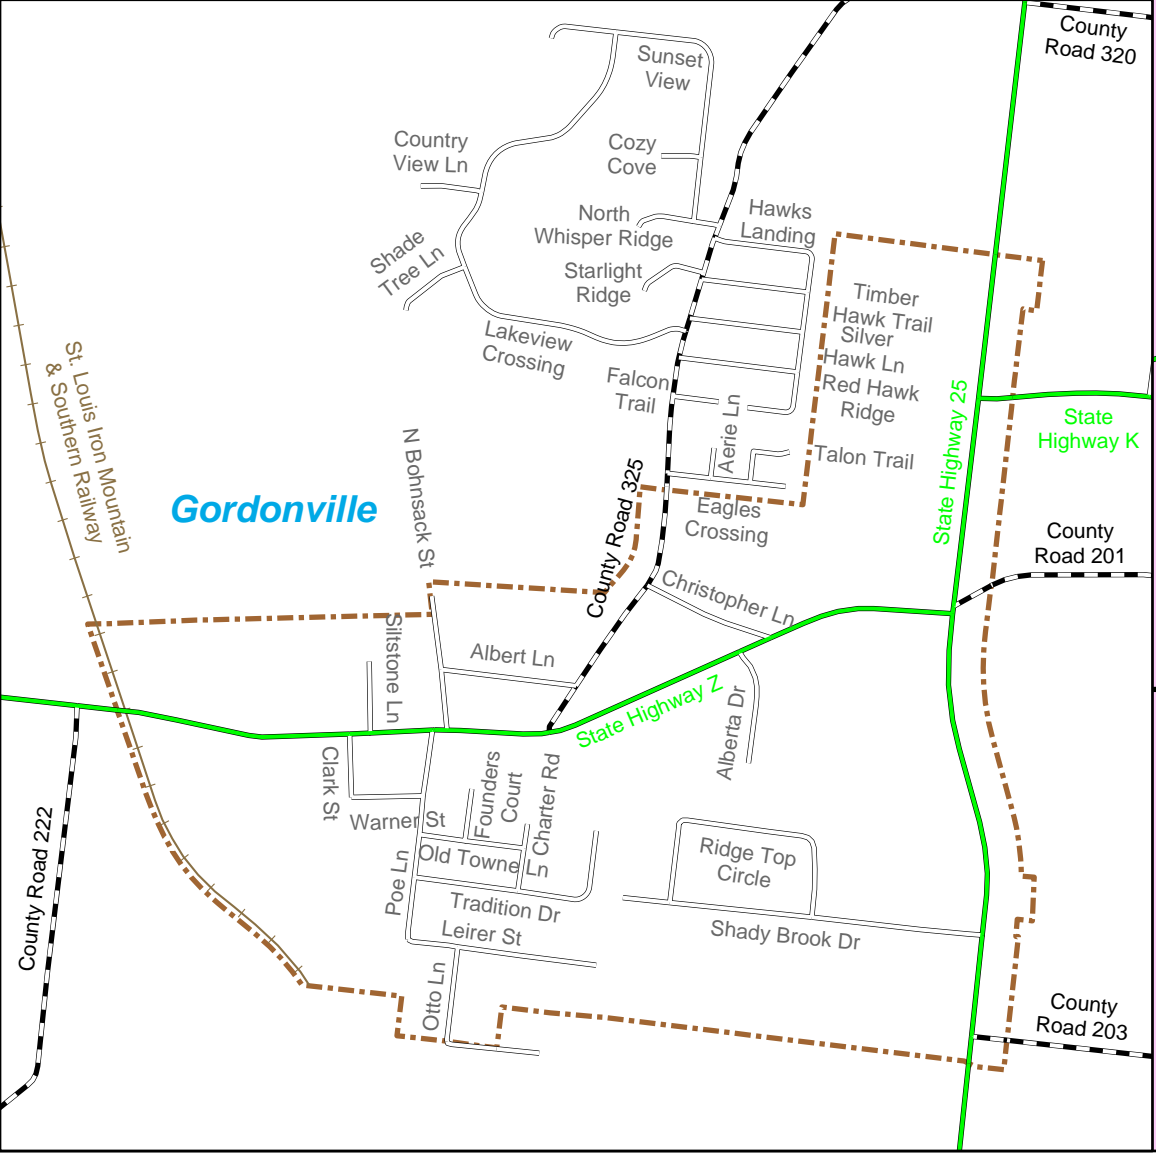 County
Road 320
Sunset
View
Country
View Ln
Cozy
Cove
North
Whisper Ridge
Hawks
Landing
Shade
Tree Ln
Starlight
Ridge
Timber
Hawk Trail
Silver
Hawk Ln
Red Hawk
Ridge
Lakeview
Crossing
Falcon
Trail
Aerie Ln
Talon Trail
State Highway 25
State
Highway K
St. Louis Iron Mountain
& Southern Railway
N Bohnsack St
Gordonville
County Road 325
Eagles
Crossing
County
Road 201
Christopher Ln
Siltstone Ln
Albert Ln
State Highway Z
Alberta Dr
Clark St
Founders
Court
Charter Rd
Warner St
Old Towne Ln
Poe Ln
Ridge Top
Circle
County Road 222
Tradition Dr
Leirer St
Shady Brook Dr
Otto Ln
County
Road 203